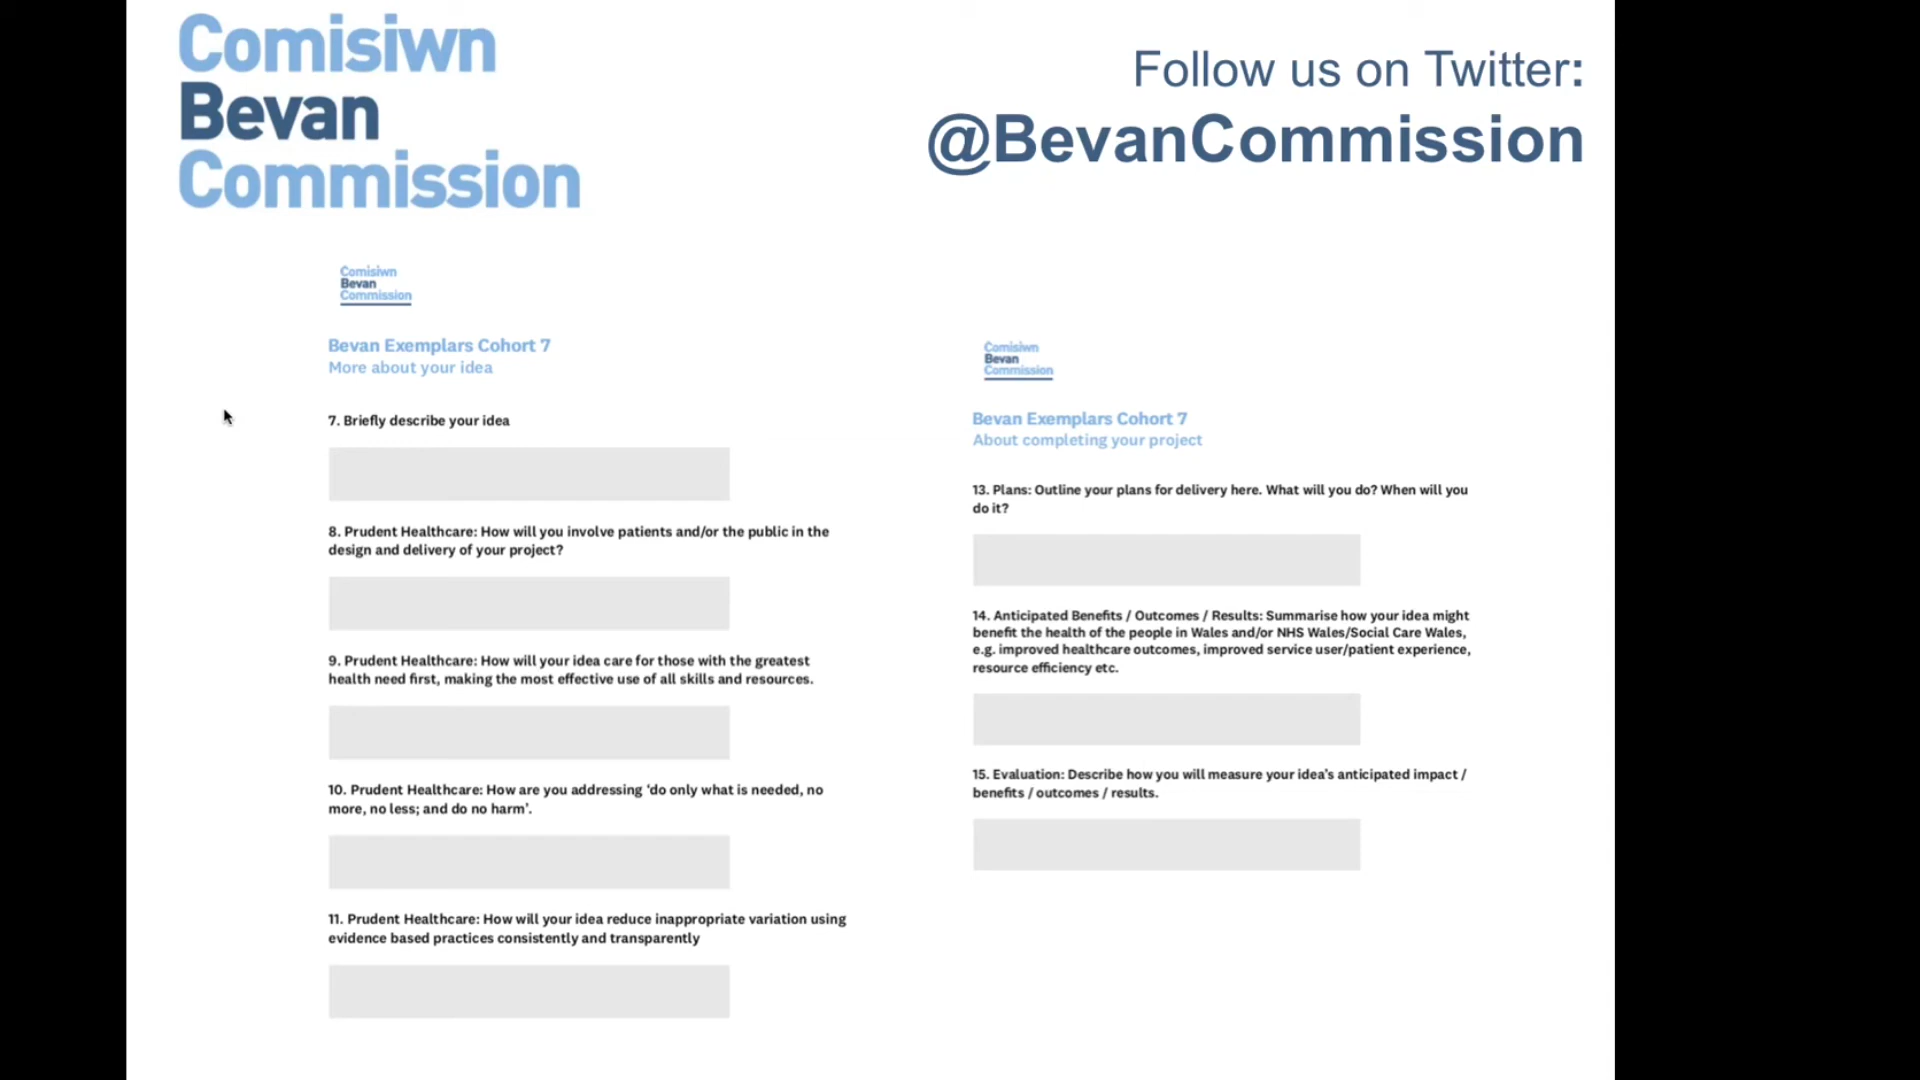 Comisiwn
Bevan
Commission
Follow us on Twitter:
@BevanCommission
Comisiwn
Bevan
Commission
Bevan Exemplars Cohort 7
More about your idea
7. Briefly describe your idea
8. Prudent Healthcare: How will you involve patients and/or the public in the
design and delivery of your project?
9. Prudent Healthcare: How will your idea care for those with the greatest
health need first, making the most effective use of all skills and resources.
10. Prudent Healthcare: How are you addressing ‘do only what is needed, no
more, no less; and do no harm’.
11. Prudent Healthcare: How will your idea reduce inappropriate variation using
evidence based practices consistently and transparently
Comisiwn
Bevan
Commission
Bevan Exemplars Cohort 7
About completing your project
13. Plans: Outline your plans for delivery here. What will you do? When will you
do it?
14. Anticipated Benefits / Outcomes / Results: Summarise how your idea might
benefit the health of the people in Wales and/or NHS Wales/Social Care Wales,
e.g. improved healthcare outcomes, improved service user/patient experience,
resource efficiency etc.
15. Evaluation: Describe how you will measure your idea’s anticipated impact /
benefits / outcomes / results.